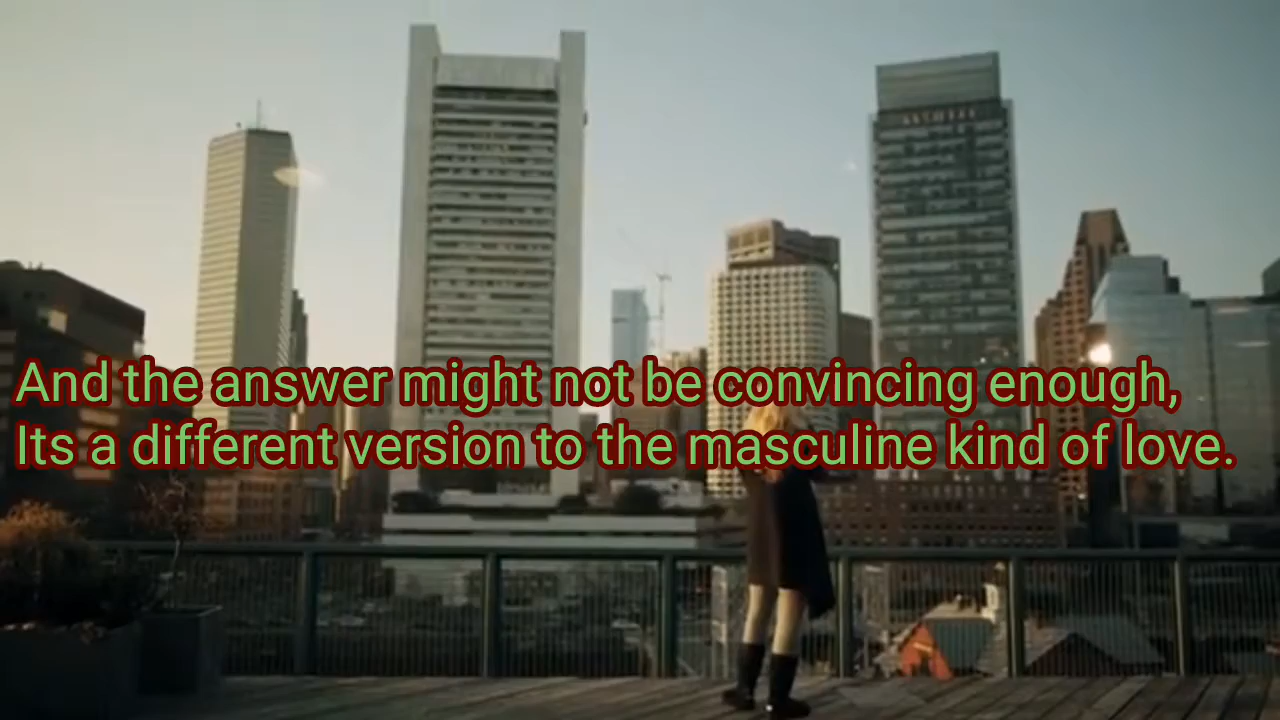 And the answer might not be convincing enough,
Its a different version to the masculine kind of love.